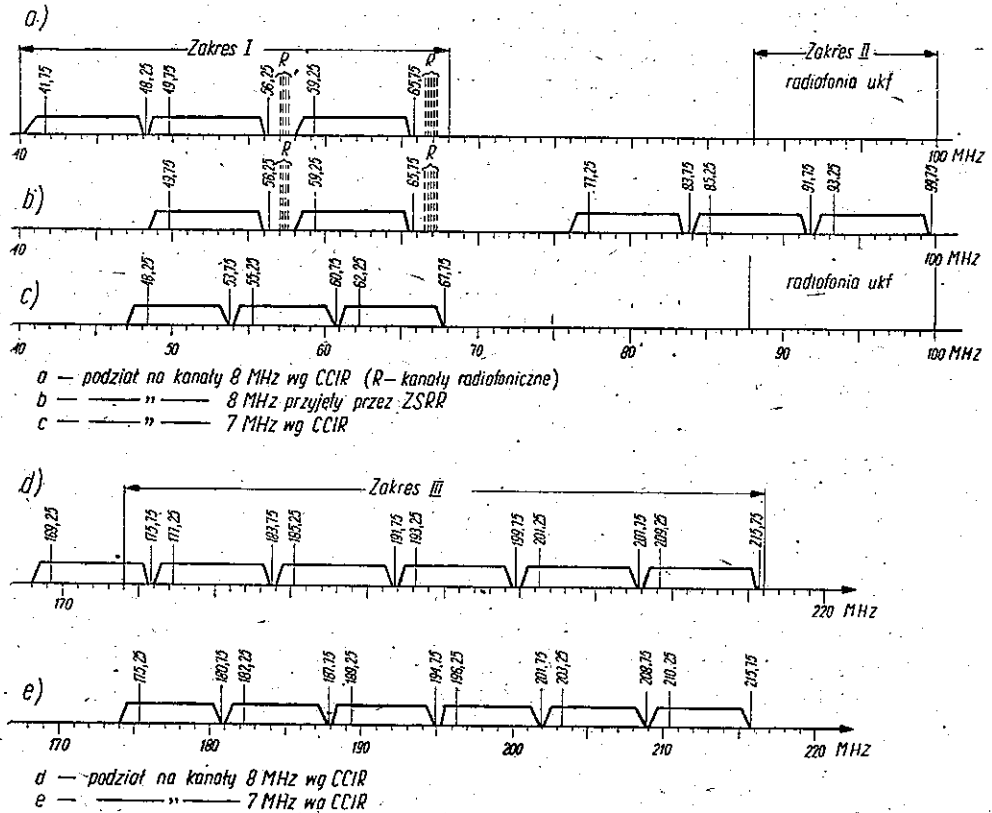 a.)
Zakres I
Zakres II
R
R
radiofonia ukf
41,75
48,25
49,75
56,25
59,25
65,75
40
100 MHz
b)
R
R
49,75
56,25
59,25
65,75
77,25
83,75
85,25
91,75
93,25
99,75
40
100 MHz
c)
48,25
53,75
55,25
60,75
62,25
67,75
radiofonia ukf
40 50 60 70 80 90 100 MHz
a — podział na kanały 8 MHz wg CCIR (R — kanały radiofoniczne)
b — — „ — 8 MHz przyjęty przez ZSRR
c — — „ — 7 MHz wg CCIR
d)
Zakres III
169,25
175,75
177,25
183,75
185,25
191,75
193,25
199,75
201,25
207,75
209,25
215,75
170 180 190 200 210 220 MHz
e)
175,25
180,75
182,25
187,75
189,25
194,75
196,25
201,75
203,25
208,75
210,25
215,75
170 180 190 200 210 220 MHz
d — podział na kanały 8 MHz wg CCIR
e — — „ — 7 MHz wg CCIR